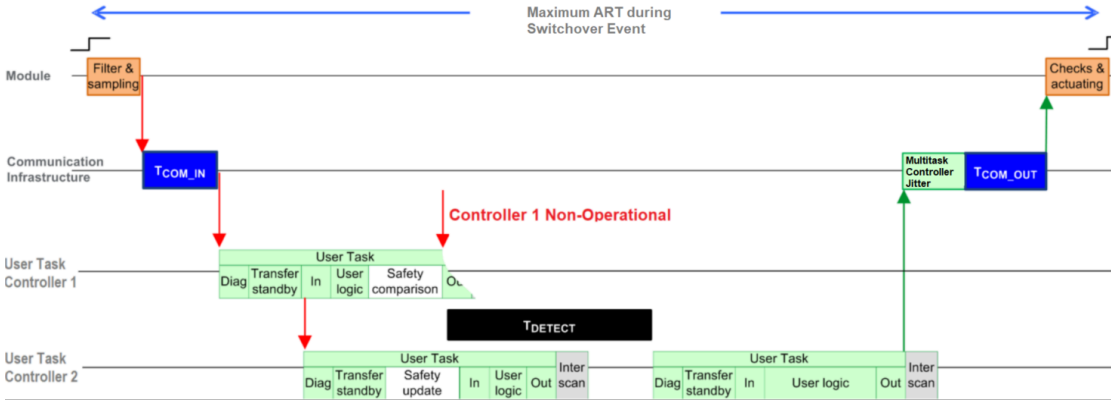 Maximum ART during
Switchover Event
Module
Filter &
sampling
Checks &
actuating
Communication
Infrastructure
TCOM_IN
Multitask
Controller
Jitter
TCOM_OUT
Controller 1 Non-Operational
User Task
Controller 1
User Task
Diag
Transfer
standby
In
User
logic
Safety
comparison
Ou
TDETECT
User Task
Controller 2
User Task
Diag
Transfer
standby
Safety
update
In
User
logic
Out
Inter
scan
User Task
Diag
Transfer
standby
In
User logic
Out
Inter
scan